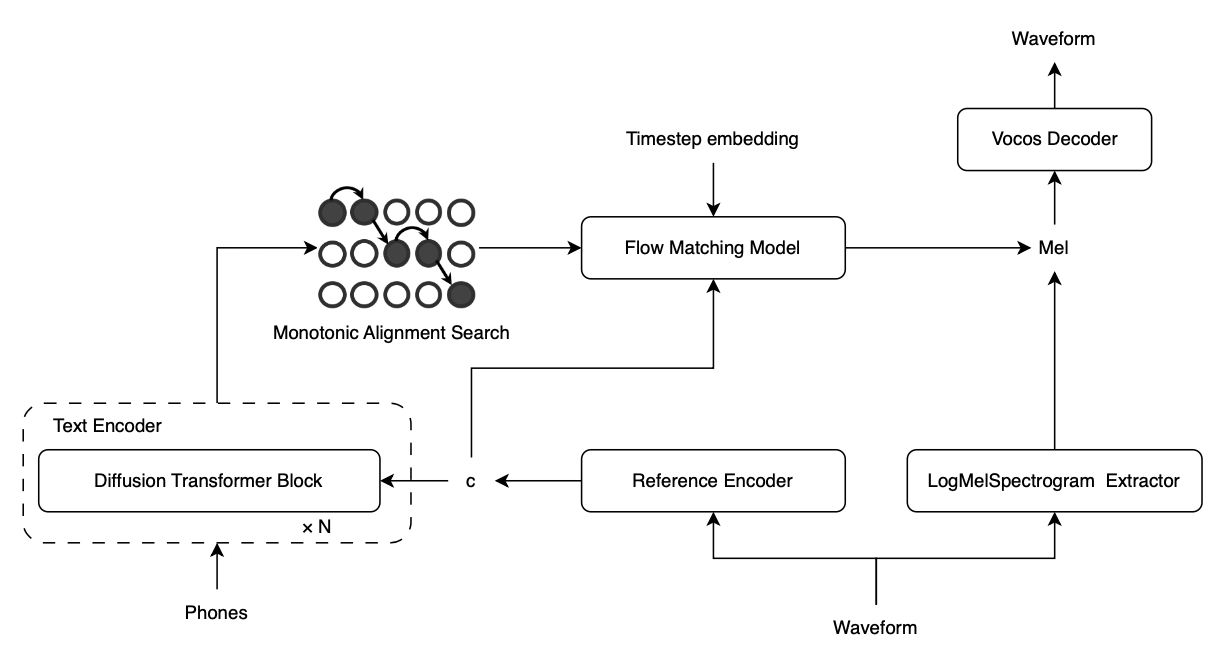 Waveform
Vocos Decoder
Timestep embedding
Flow Matching Model
Mel
Monotonic Alignment Search
Text Encoder
Diffusion Transformer Block
× N
c
Reference Encoder
LogMelSpectrogram Extractor
Phones
Waveform